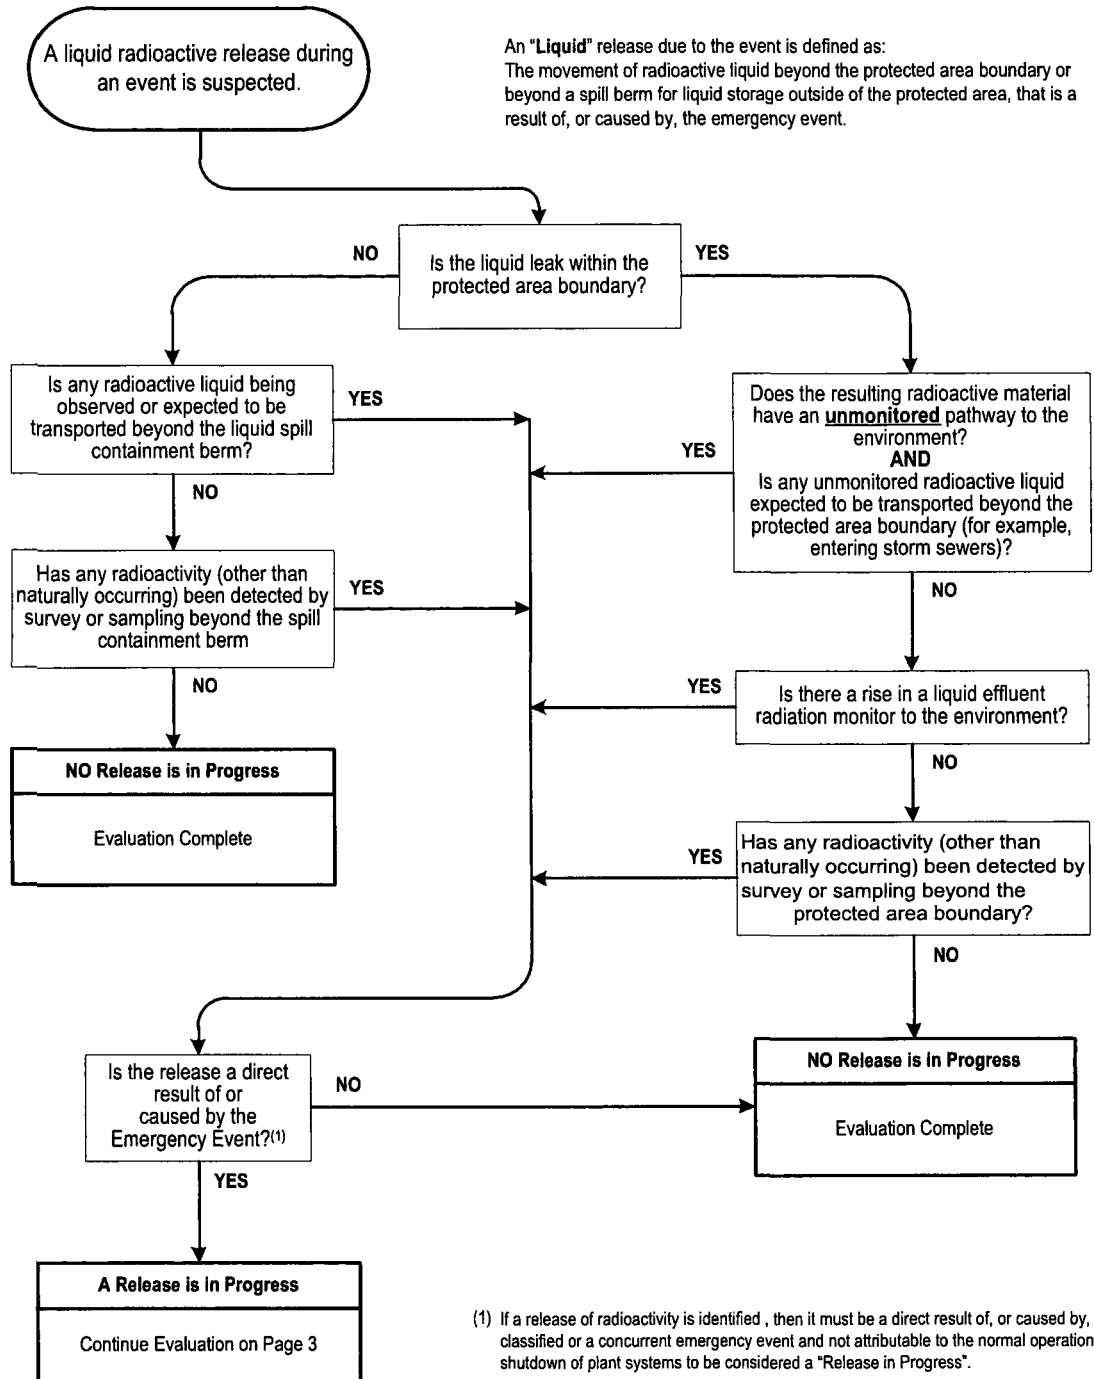 A liquid radioactive release during
an event is suspected.
An "Liquid" release due to the event is defined as:
The movement of radioactive liquid beyond the protected area boundary or
beyond a spill berm for liquid storage outside of the protected area, that is a
result of, or caused by, the emergency event.
NO
Is the liquid leak within the
protected area boundary?
YES
Is any radioactive liquid being
observed or expected to be
transported beyond the liquid spill
containment berm?
YES
NO
Does the resulting radioactive material
have an unmonitored pathway to the
environment?
AND
Is any unmonitored radioactive liquid
expected to be transported beyond the
protected area boundary (for example,
entering storm sewers)?
YES
NO
Has any radioactivity (other than
naturally occurring) been detected by
survey or sampling beyond the spill
containment berm
YES
NO
Is there a rise in a liquid effluent
radiation monitor to the environment?
YES
NO
NO Release is in Progress
Evaluation Complete
Has any radioactivity (other than
naturally occurring) been detected by
survey or sampling beyond the
protected area boundary?
YES
NO
Is the release a direct
result of or
caused by the
Emergency Event?(1)
NO
YES
NO Release is in Progress
Evaluation Complete
A Release is in Progress
Continue Evaluation on Page 3
(1) If a release of radioactivity is identified , then it must be a direct result of, or caused by,
classified or a concurrent emergency event and not attributable to the normal operation
shutdown of plant systems to be considered a "Release in Progress".